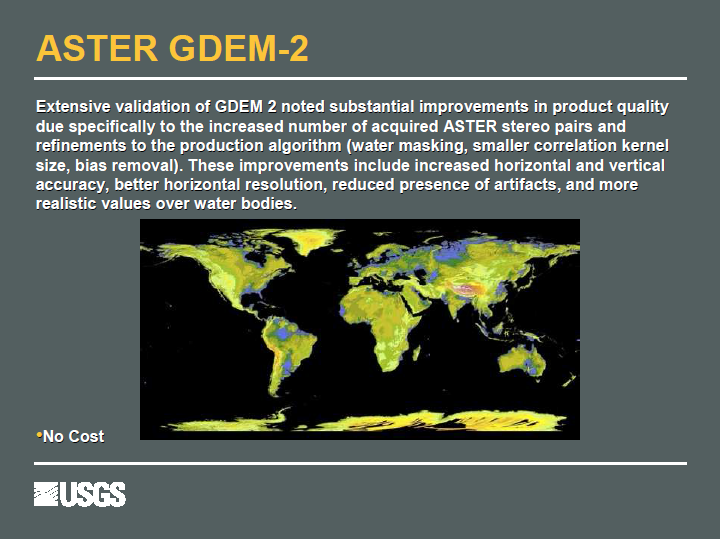 ASTER GDEM-2
Extensive validation of GDEM 2 noted substantial improvements in product quality
due specifically to the increased number of acquired ASTER stereo pairs and
refinements to the production algorithm (water masking, smaller correlation kernel
size, bias removal). These improvements include increased horizontal and vertical
accuracy, better horizontal resolution, reduced presence of artifacts, and more
realistic values over water bodies.
•No Cost
USGS